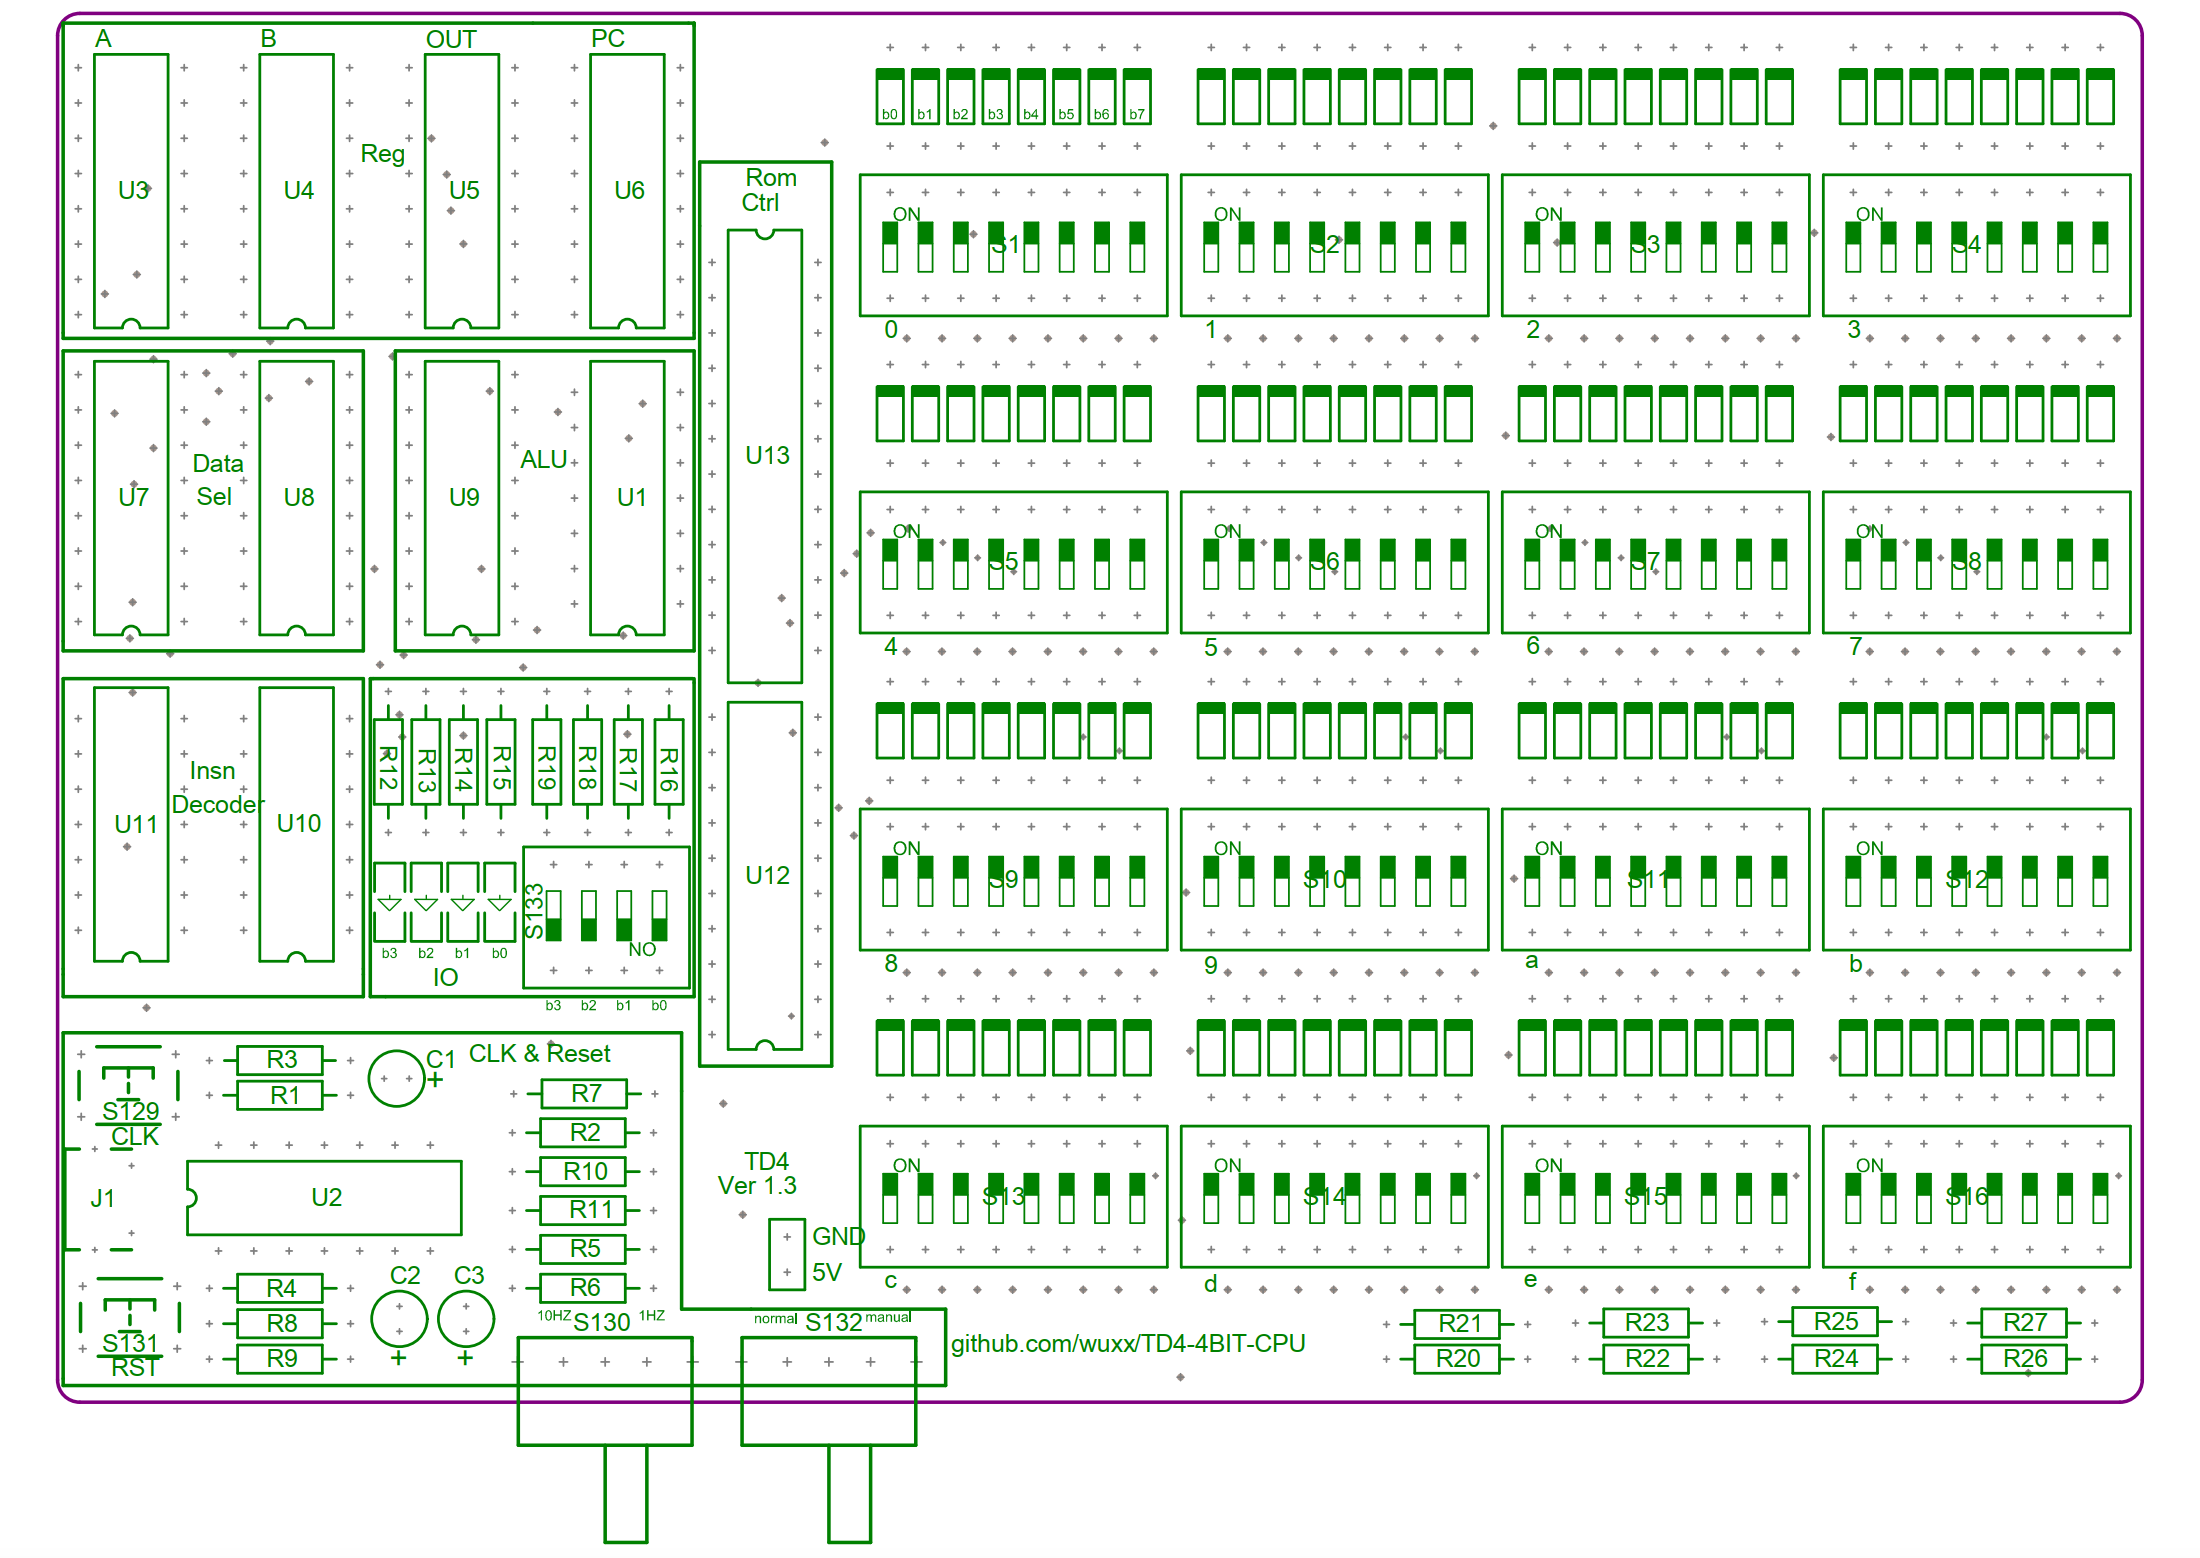 A B OUT PC
U3 U4 Reg U5 U6
Rom
Ctrl
U13
U12
Data
Sel
U7 U8
ALU
U9 U1
Insn
Decoder
U11 U10
R12 R13 R14 R15 R19 R18 R17 R16
S133
NO
b3 b2 b1 b0
IO
b3 b2 b1 b0
CLK & Reset
S129
CLK
R3
R1
C1
+
J1
U2
R7
R2
R10
R11
R5
R6
S131
RST
R4
R8
R9
C2 C3
+ +
10HZ S130 1HZ
normal S132 manual
TD4
Ver 1.3
GND
5V
b0 b1 b2 b3 b4 b5 b6 b7
ON ON ON ON
S1 S2 S3 S4
0 1 2 3
ON ON ON ON
S5 S6 S7 S8
4 5 6 7
ON ON ON ON
S9 S10 S11 S12
8 9 a b
ON ON ON ON
S13 S14 S15 S16
c d e f
github.com/wuxx/TD4-4BIT-CPU
R21 R23 R25 R27
R20 R22 R24 R26